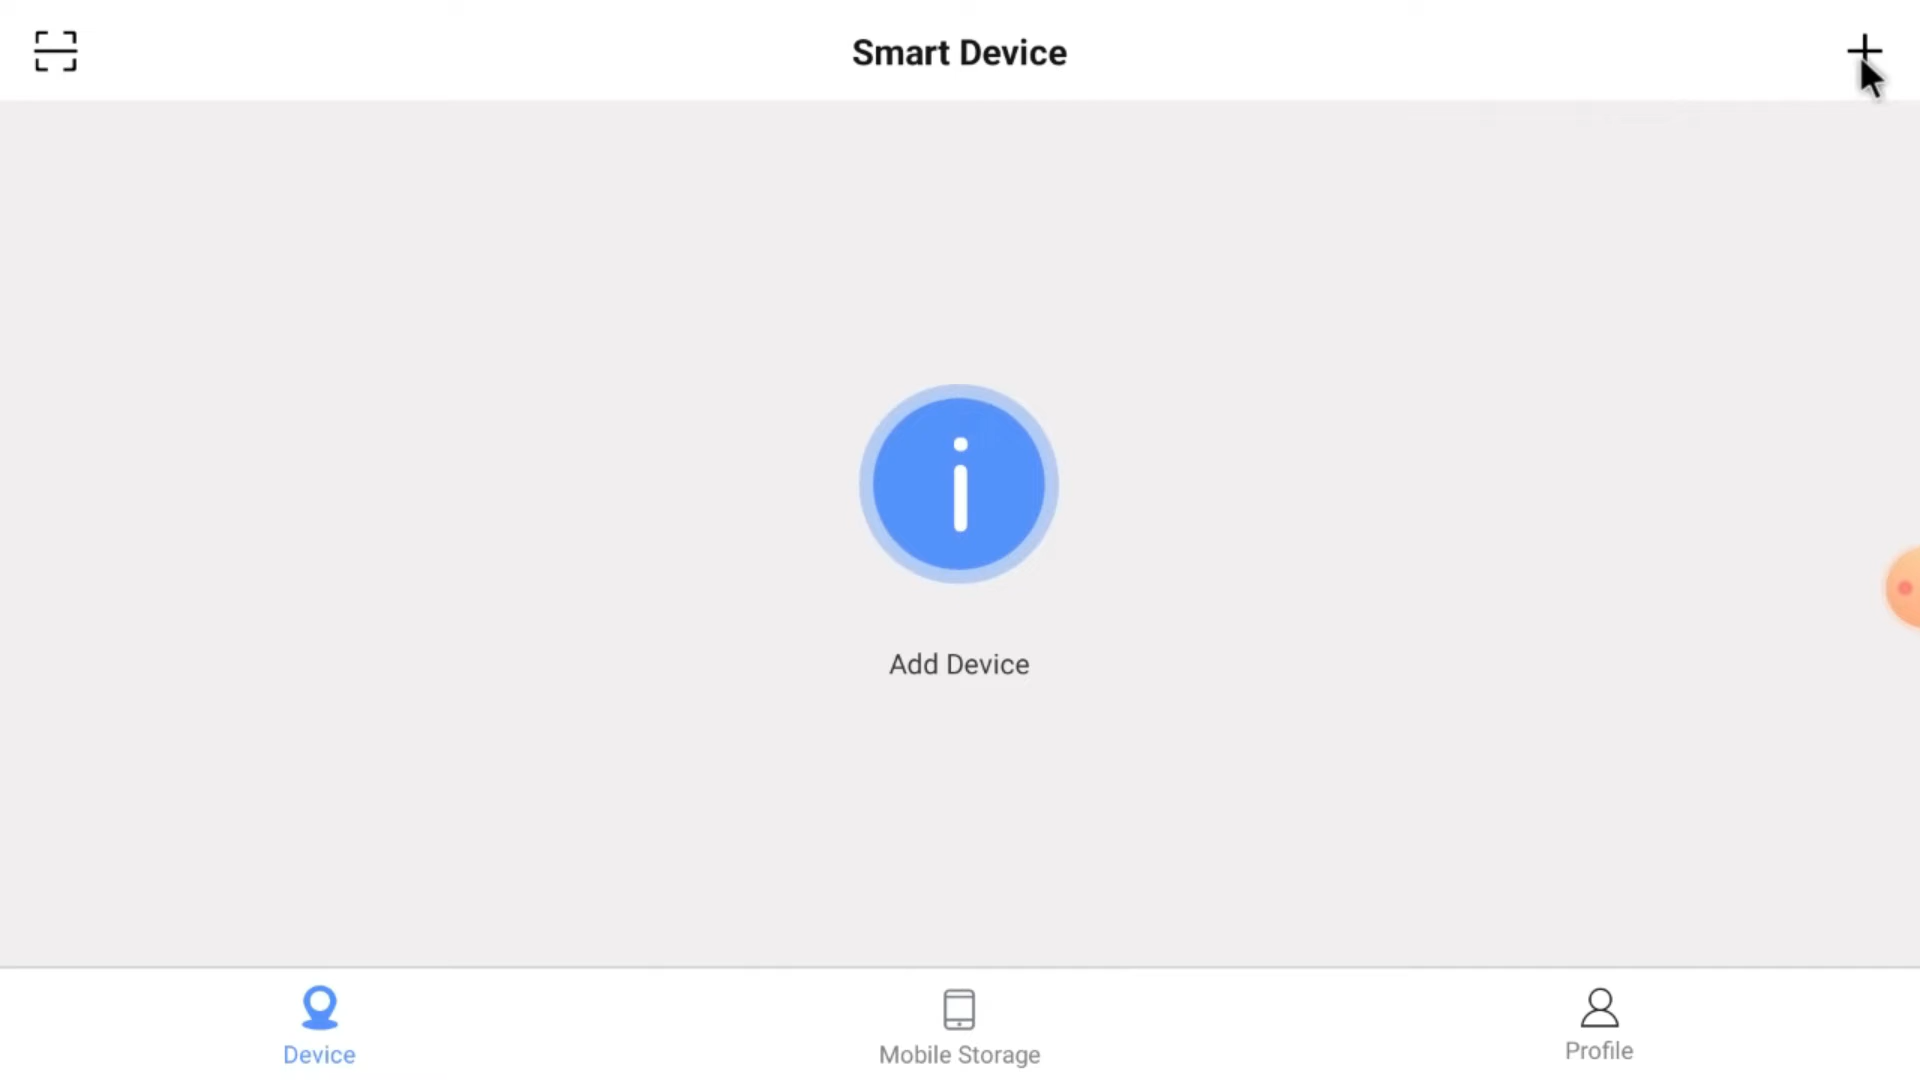 Smart Device
Add Device
Device
Mobile Storage
Profile